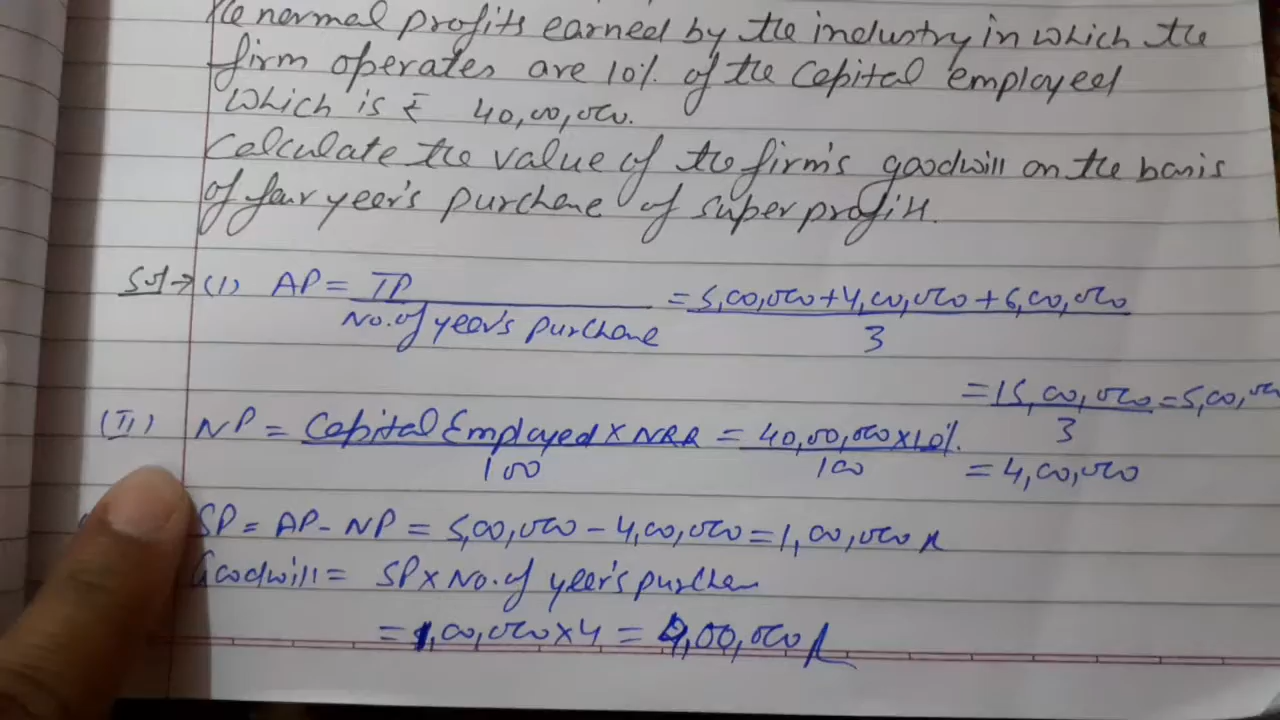 the normal profits earned by the industry in which the
firm operates are 10% of the Capital employed
which is ₹ 40,00,000.
Calculate the value of the firm's goodwill on the basis
of four year's purchase of super profit.
Sol→ (I) AP = TP / No. of year's purchase = 5,00,000+4,00,000+6,00,000 / 3
= 15,00,000 / 3 = 5,00,00
(II) NP = Capital Employed × NRR / 100 = 40,00,000 × 10% / 100 = 4,00,000
SP = AP - NP = 5,00,000 - 4,00,000 = 1,00,000
Goodwill = SP × No. of year's purchase
= 1,00,000 × 4 = 4,00,000